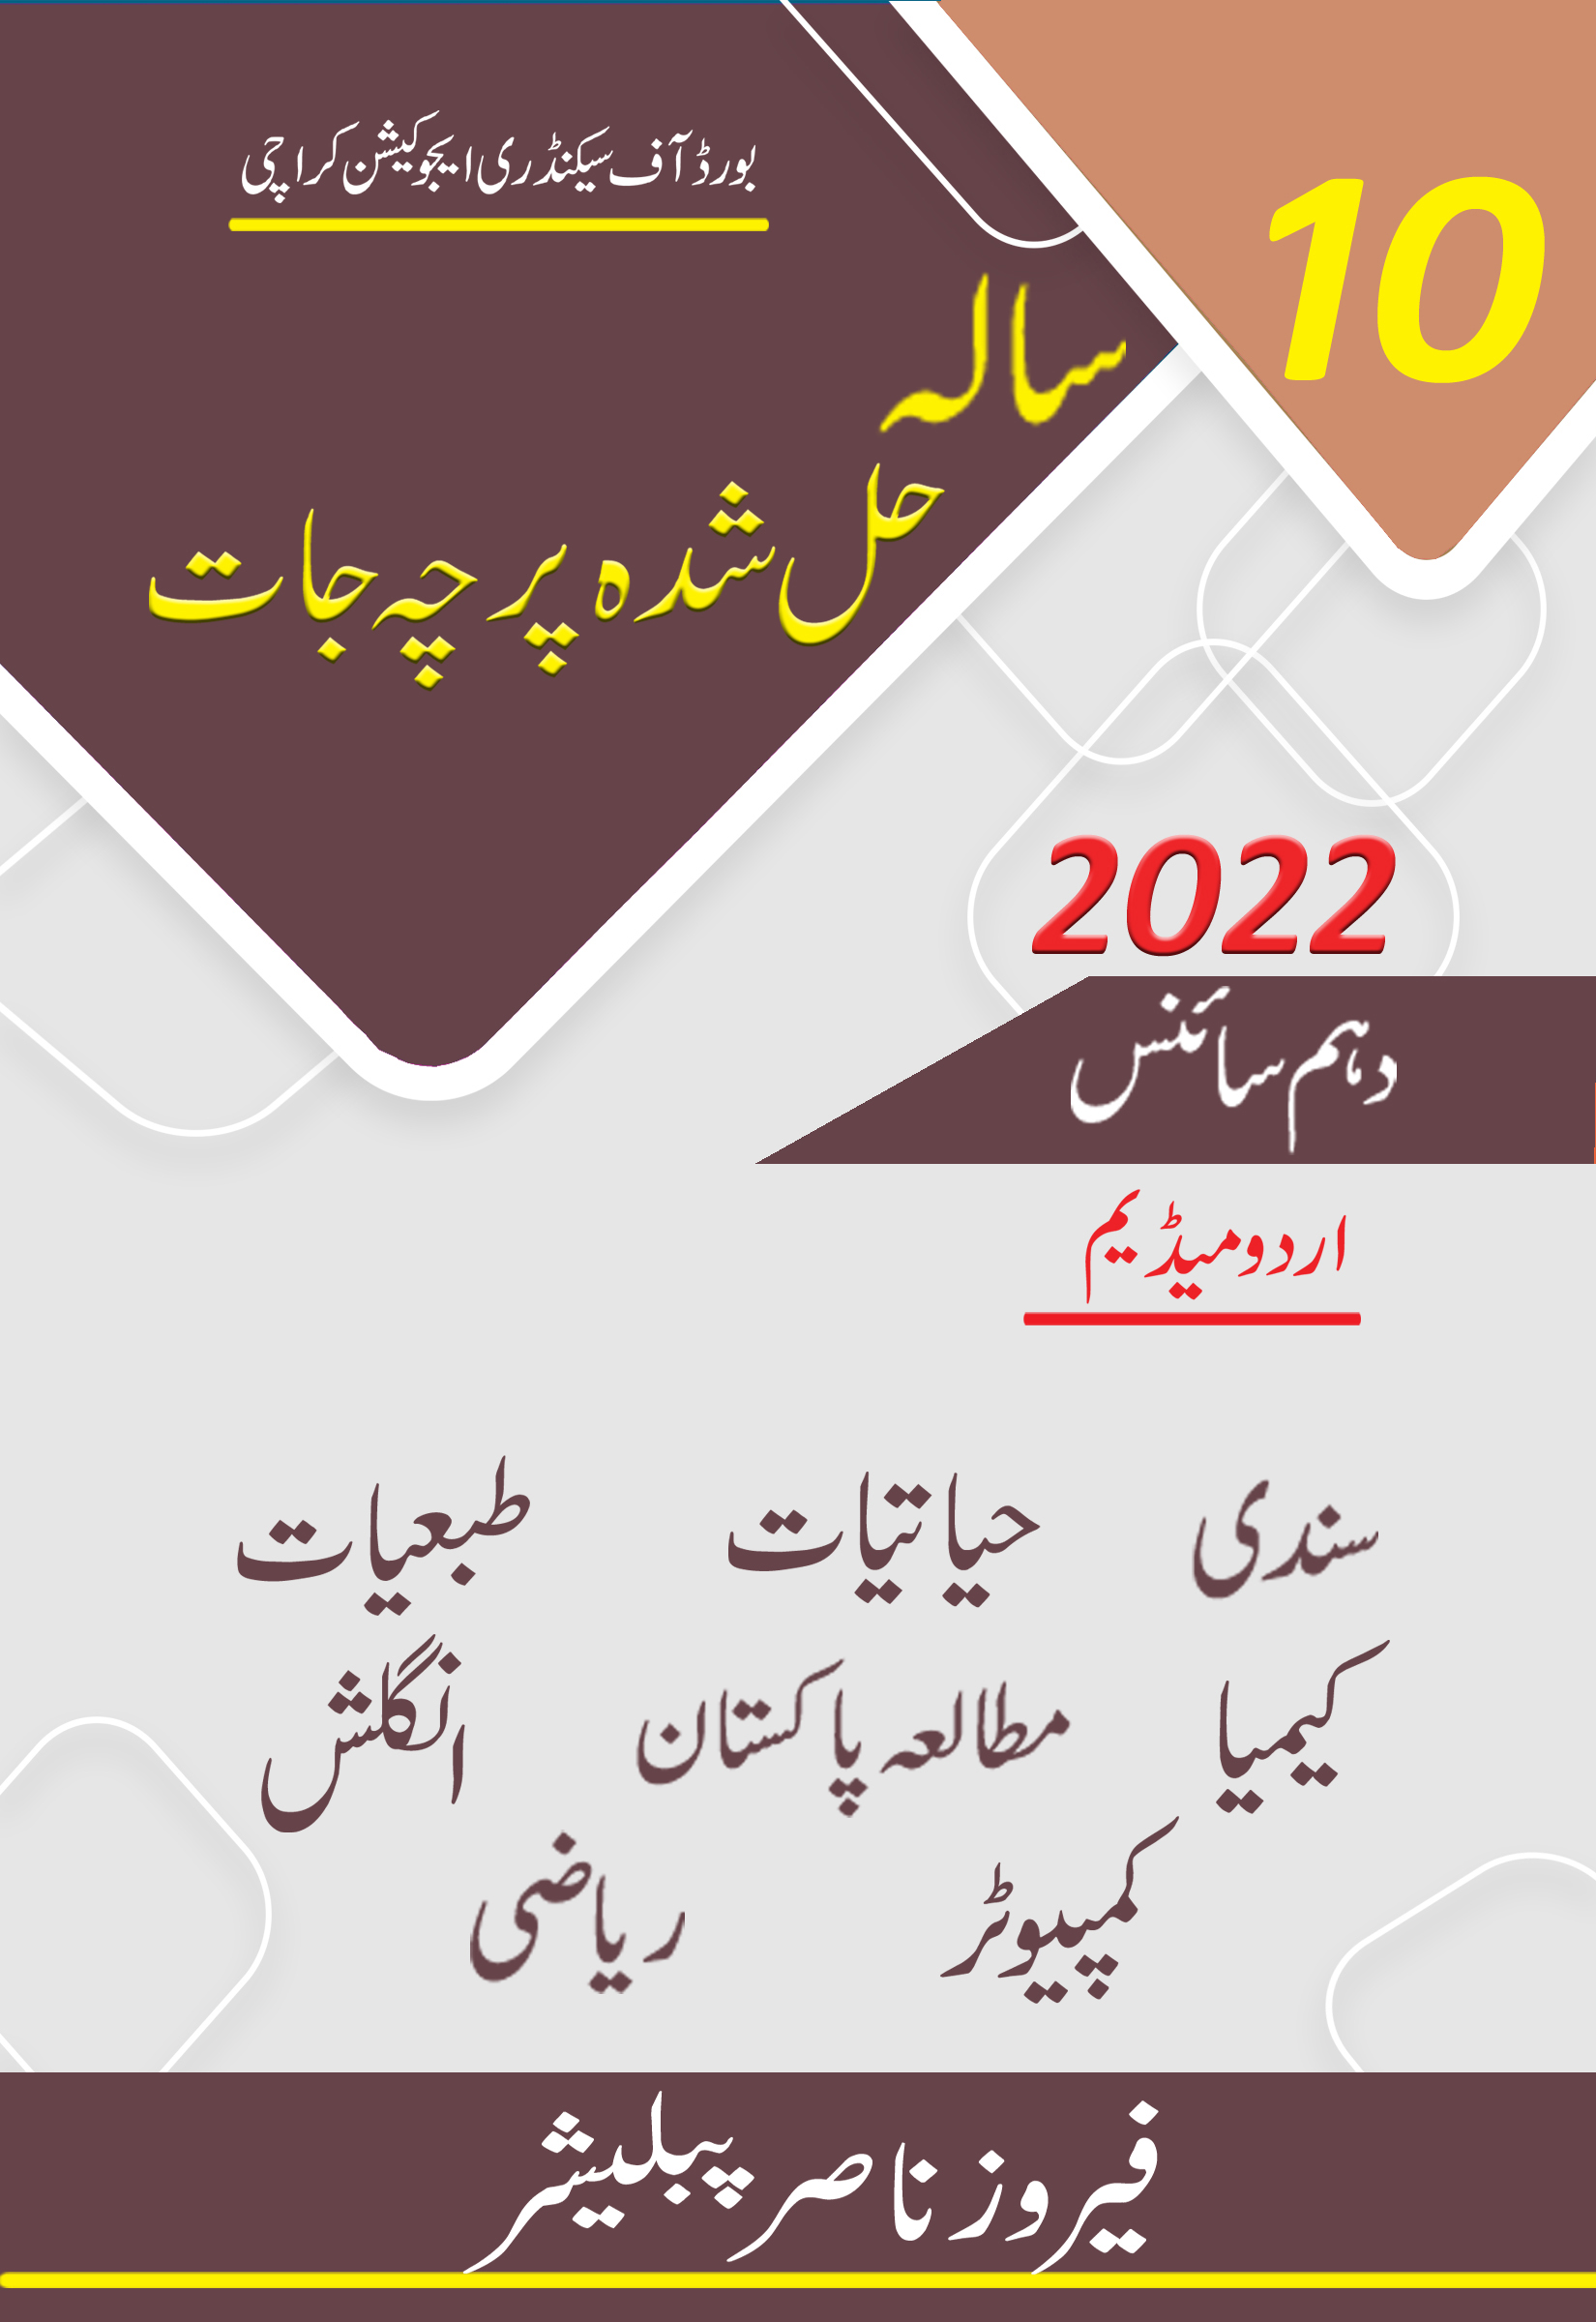 بورڈ آف سیکنڈری ایجوکیشن کراچی
10
سالہ
حل شدہ پرچہ جات
2022
دہم سائنس
اردو میڈیم
سندی حیاتیات طبعیات
کیمیا مطالعہ پاکستان انگلش
کمپیوٹر ریاضی
فیروز ناصر پبلیشر